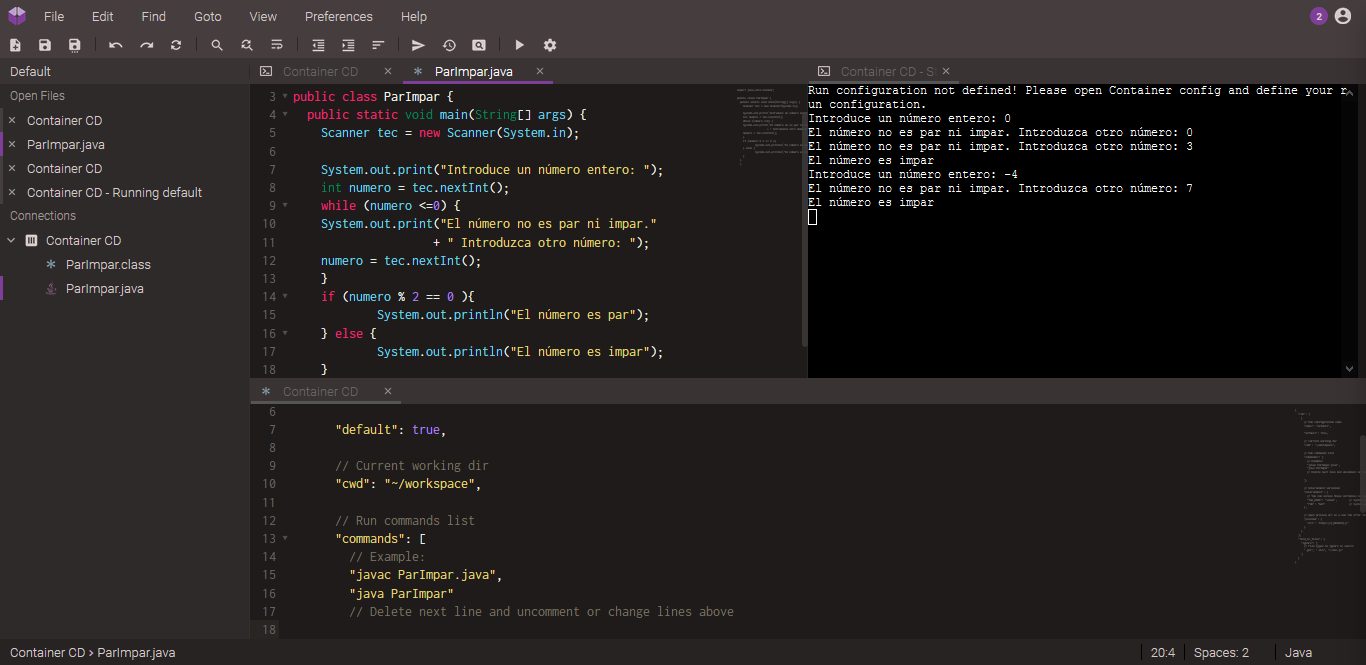 File Edit Find Goto View Preferences Help
2
Default
Open Files
Container CD
ParImpar.java
Container CD
Container CD - Running default
Connections
Container CD
ParImpar.class
ParImpar.java
Container CD
ParImpar.java
3 public class ParImpar {
4 public static void main(String[] args) {
5 Scanner tec = new Scanner(System.in);
6
7 System.out.print("Introduce un número entero: ");
8 int numero = tec.nextInt();
9 while (numero <=0) {
10 System.out.print("El número no es par ni impar."
11 + " Introduzca otro número: ");
12 numero = tec.nextInt();
13 }
14 if (numero % 2 == 0 ){
15 System.out.println("El número es par");
16 } else {
17 System.out.println("El número es impar");
18 }
Container CD - S
Run configuration not defined! Please open Container config and define your r
un configuration.
Introduce un número entero: 0
El número no es par ni impar. Introduzca otro número: 0
El número no es par ni impar. Introduzca otro número: 3
El número es impar
Introduce un número entero: -4
El número no es par ni impar. Introduzca otro número: 7
El número es impar
Container CD
6
7 "default": true,
8
9 // Current working dir
10 "cwd": "~/workspace",
11
12 // Run commands list
13 "commands": [
14 // Example:
15 "javac ParImpar.java",
16 "java ParImpar"
17 // Delete next line and uncomment or change lines above
18
Container CD › ParImpar.java
20:4 Spaces: 2 Java